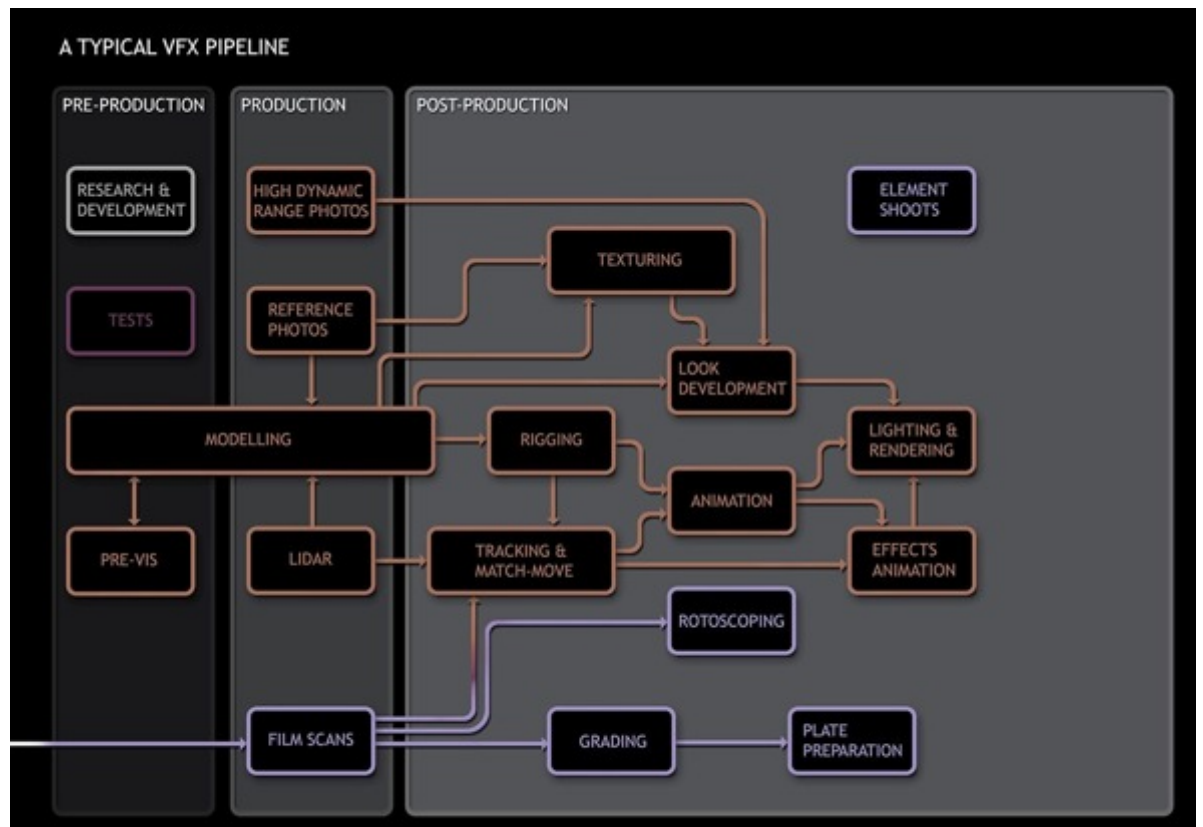 A TYPICAL VFX PIPELINE
PRE-PRODUCTION
PRODUCTION
POST-PRODUCTION
RESEARCH &
DEVELOPMENT
HIGH DYNAMIC
RANGE PHOTOS
ELEMENT
SHOOTS
TEXTURING
TESTS
REFERENCE
PHOTOS
LOOK
DEVELOPMENT
MODELLING
RIGGING
LIGHTING &
RENDERING
ANIMATION
PRE-VIS
LIDAR
TRACKING &
MATCH-MOVE
EFFECTS
ANIMATION
ROTOSCOPING
FILM SCANS
GRADING
PLATE
PREPARATION